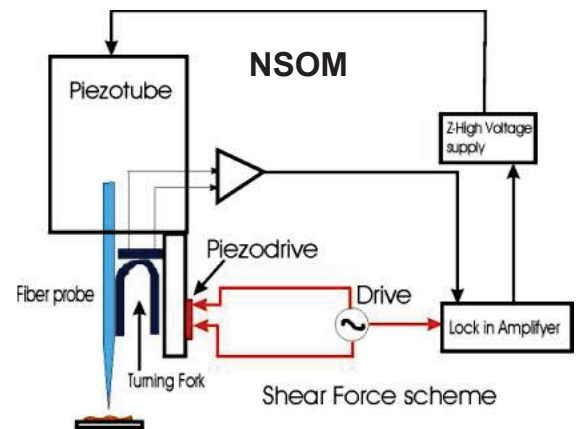 NSOM
Piezotube
Z-High Voltage
supply
Piezodrive
Fiber probe
Drive
Lock in Amplifyer
Turning Fork
Shear Force scheme